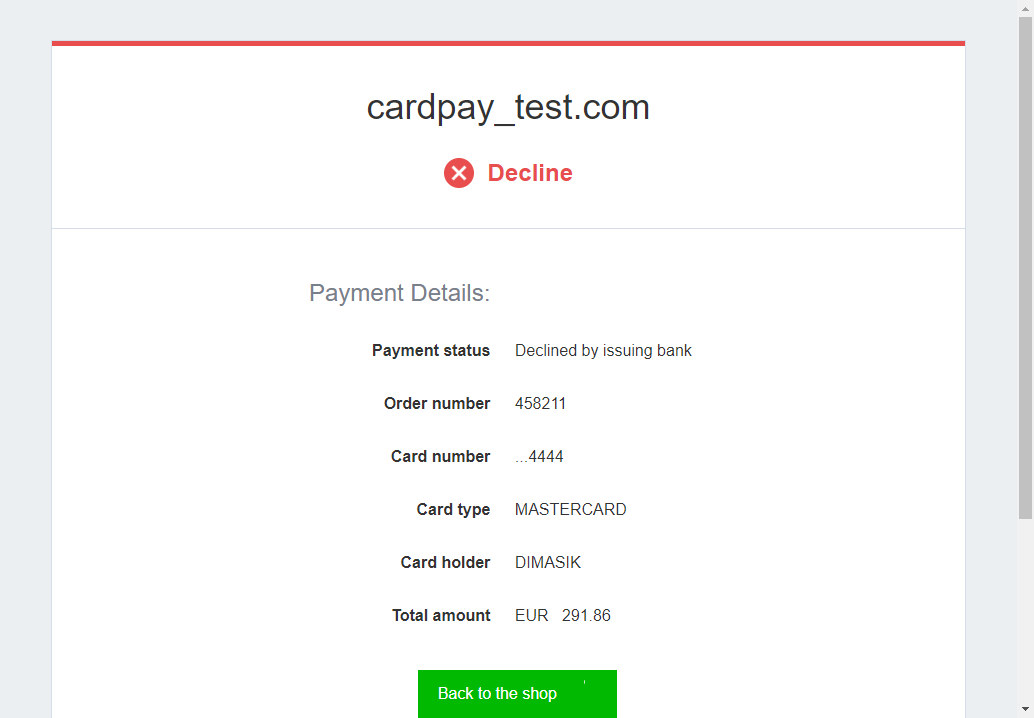 cardpay_test.com
Decline
Payment Details:
Payment status Declined by issuing bank
Order number 458211
Card number ...4444
Card type MASTERCARD
Card holder DIMASIK
Total amount EUR 291.86
Back to the shop